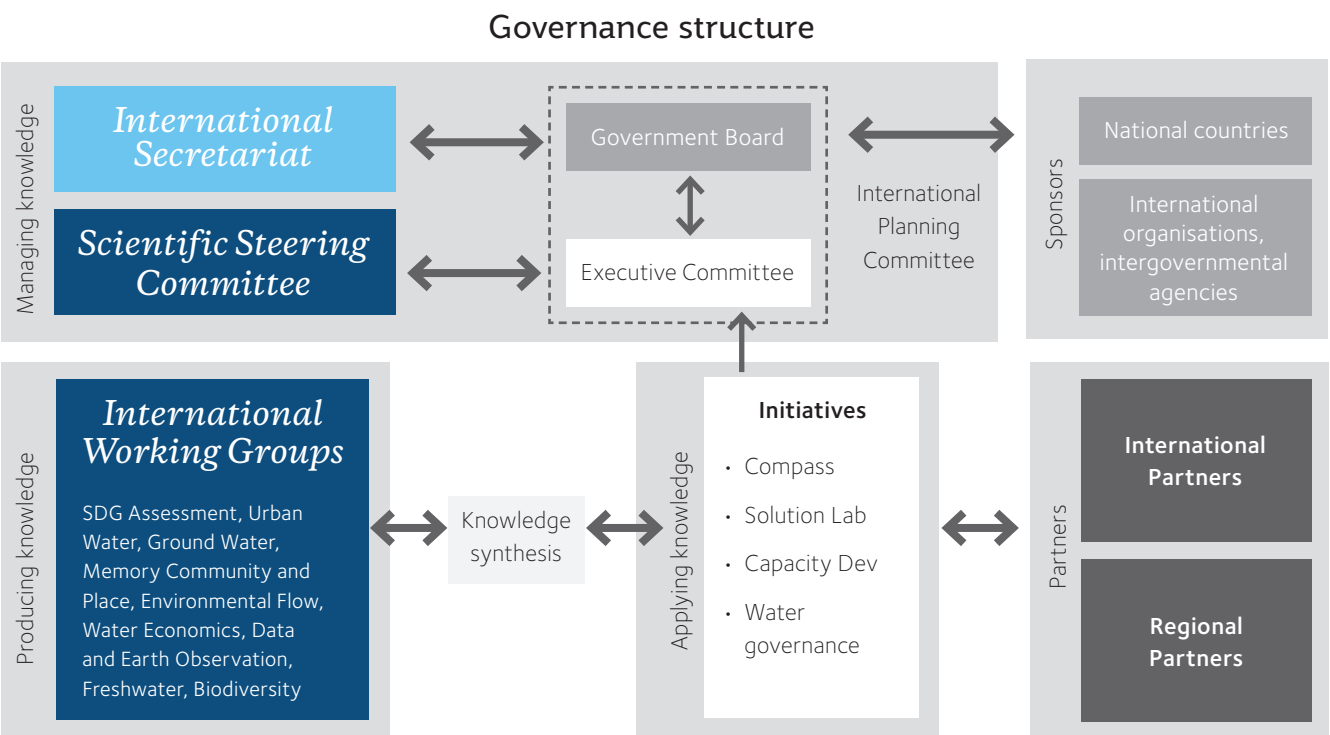 Governance structure
Managing knowledge
International
Secretariat
Scientific Steering
Committee
Government Board
Executive Committee
International
Planning
Committee
Sponsors
National countries
International
organisations,
intergovernmental
agencies
Producing knowledge
International
Working Groups
SDG Assessment, Urban
Water, Ground Water,
Memory Community and
Place, Environmental Flow,
Water Economics, Data
and Earth Observation,
Freshwater, Biodiversity
Knowledge
synthesis
Applying knowledge
Initiatives
• Compass
• Solution Lab
• Capacity Dev
• Water
governance
Partners
International
Partners
Regional
Partners